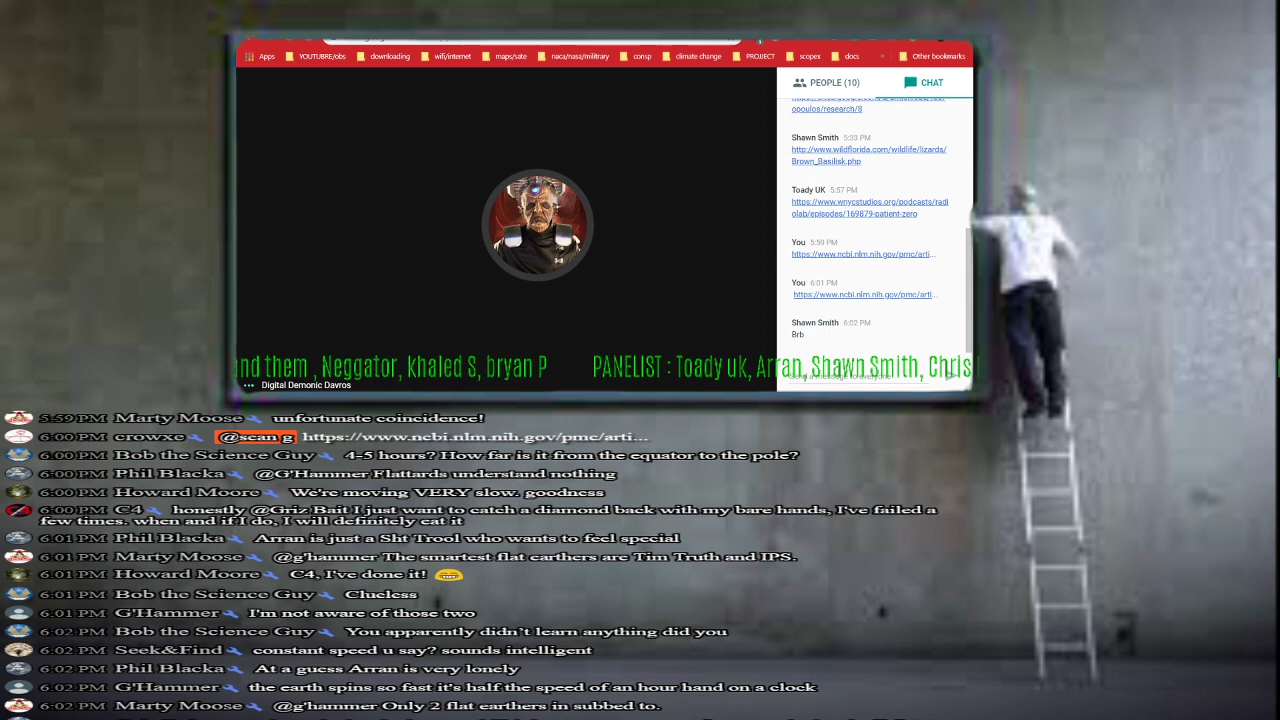 Apps YOUTUBRE/obs downloading wifi/internet maps/sate naca/nasa/militrary consp climate change PROJECT scopex docs Other bookmarks
PEOPLE (10) CHAT
opoulos/research/8
Shawn Smith 5:33 PM
http://www.wildflorida.com/wildlife/lizards/
Brown_Basilisk.php
Toady UK 5:57 PM
https://www.wnycstudios.org/podcasts/radi
olab/episodes/169879-patient-zero
You 5:59 PM
https://www.ncbi.nlm.nih.gov/pmc/arti...
You 6:01 PM
https://www.ncbi.nlm.nih.gov/pmc/arti...
Shawn Smith 6:02 PM
Brb
and them , Neggator, khaled S, bryan P PANELIST : Toady uk, Arran, Shawn Smith, Chris
Digital Demonic Davros
5:59 PM Marty Moose unfortunate coincidence!
6:00 PM crowxe @scan g https://www.ncbi.nlm.nih.gov/pmc/arti...
6:00 PM Bob the Science Guy 4-5 hours? How far is it from the equator to the pole?
6:00 PM Phil Blacka @G'Hammer Flattards understand nothing
6:00 PM Howard Moore We're moving VERY slow. goodness
6:00 PM C4 honestly @Griz Bait I just want to catch a diamond back with my bare hands, I've failed a
few times. when and if I do, I will definitely eat it
6:01 PM Phil Blacka Arran is just a Sht Trool who wants to feel special
6:01 PM Marty Moose @g'hammer The smartest flat earthers are Tim Truth and IPS.
6:01 PM Howard Moore C4, I've done it! 😁
6:01 PM Bob the Science Guy Clueless
6:01 PM G'Hammer I'm not aware of those two
6:02 PM Bob the Science Guy You apparently didn't learn anything did you
6:02 PM Seek&Find constant speed u say? sounds intelligent
6:02 PM Phil Blacka At a guess Arran is very lonely
6:02 PM G'Hammer the earth spins so fast it's half the speed of an hour hand on a clock
6:02 PM Marty Moose @g'hammer Only 2 flat earthers in subbed to.